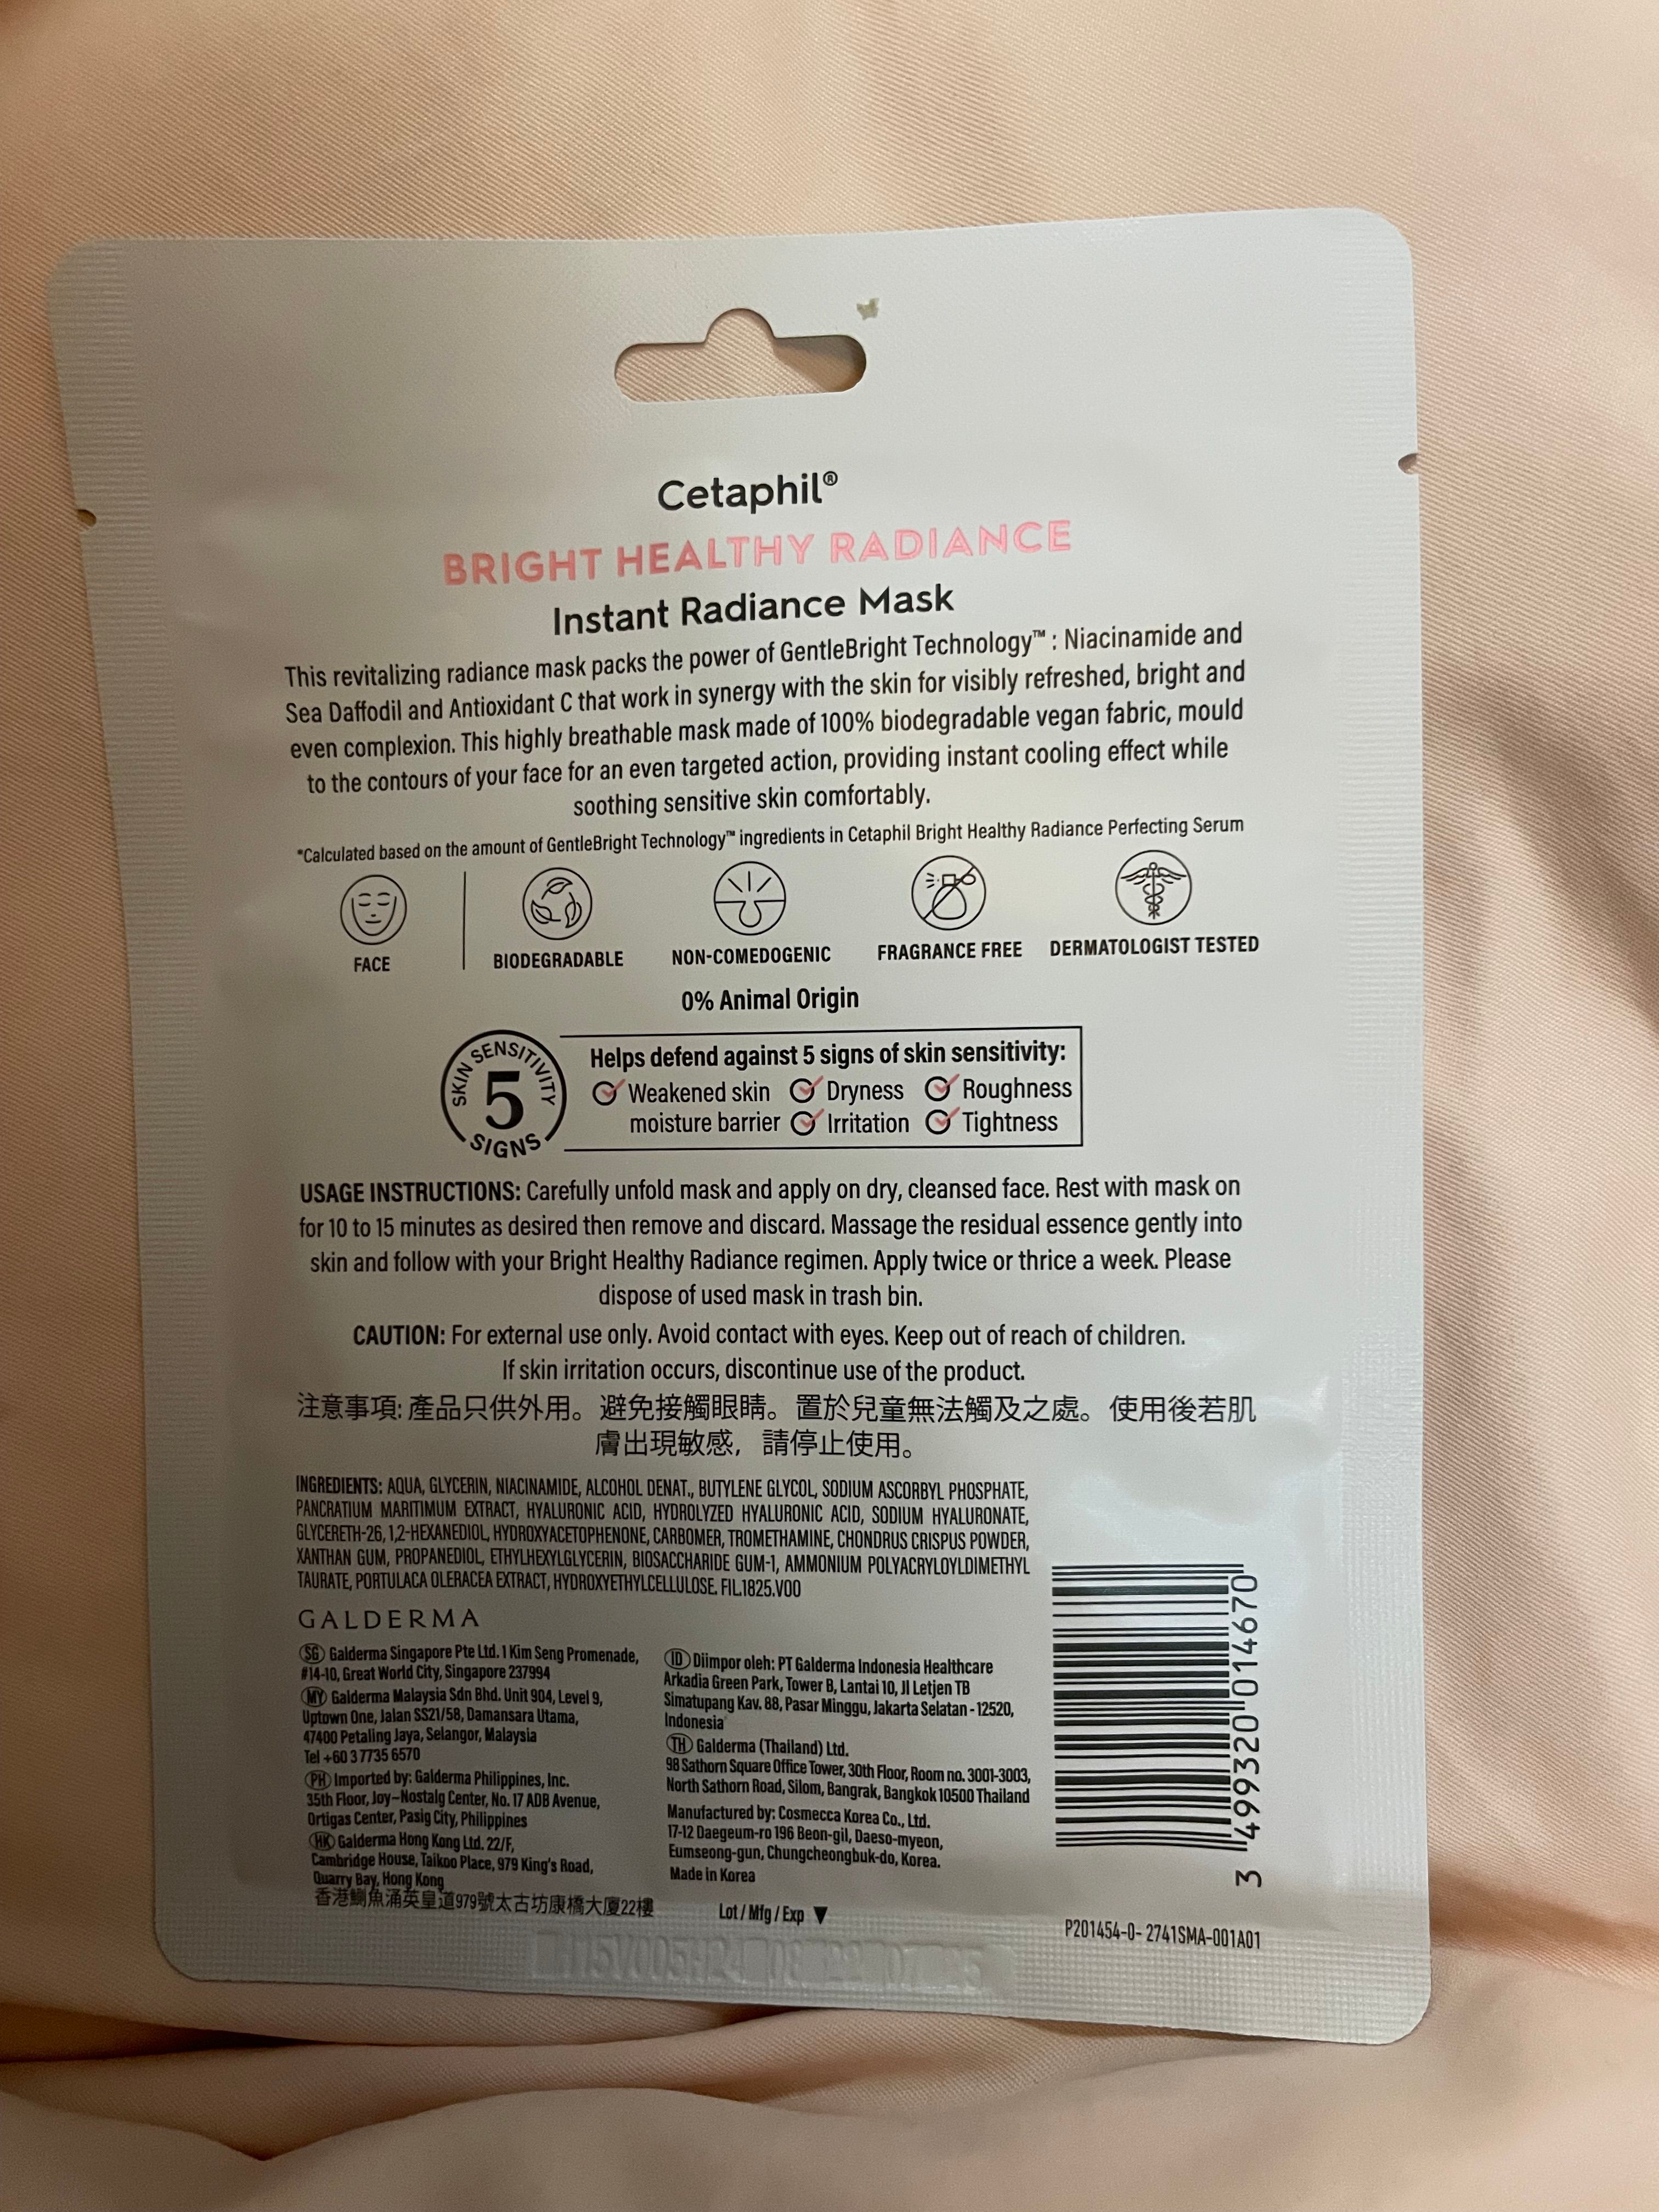 Cetaphil®
BRIGHT HEALTHY RADIANCE
Instant Radiance Mask
This revitalizing radiance mask packs the power of GentleBright Technology™ : Niacinamide and
Sea Daffodil and Antioxidant C that work in synergy with the skin for visibly refreshed, bright and
even complexion. This highly breathable mask made of 100% biodegradable vegan fabric, mould
to the contours of your face for an even targeted action, providing instant cooling effect while
soothing sensitive skin comfortably.
*Calculated based on the amount of GentleBright Technology™ ingredients in Cetaphil Bright Healthy Radiance Perfecting Serum
FACE BIODEGRADABLE NON-COMEDOGENIC FRAGRANCE FREE DERMATOLOGIST TESTED
0% Animal Origin
SKIN SENSITIVITY
5
SIGNS
Helps defend against 5 signs of skin sensitivity:
Weakened skin Dryness Roughness
moisture barrier Irritation Tightness
USAGE INSTRUCTIONS: Carefully unfold mask and apply on dry, cleansed face. Rest with mask on
for 10 to 15 minutes as desired then remove and discard. Massage the residual essence gently into
skin and follow with your Bright Healthy Radiance regimen. Apply twice or thrice a week. Please
dispose of used mask in trash bin.
CAUTION: For external use only. Avoid contact with eyes. Keep out of reach of children.
If skin irritation occurs, discontinue use of the product.
注意事項: 產品只供外用。避免接觸眼睛。置於兒童無法觸及之處。使用後若肌
膚出現敏感，請停止使用。
INGREDIENTS: AQUA, GLYCERIN, NIACINAMIDE, ALCOHOL DENAT., BUTYLENE GLYCOL, SODIUM ASCORBYL PHOSPHATE,
PANCRATIUM MARITIMUM EXTRACT, HYALURONIC ACID, HYDROLYZED HYALURONIC ACID, SODIUM HYALURONATE,
GLYCERETH-26, 1,2-HEXANEDIOL, HYDROXYACETOPHENONE, CARBOMER, TROMETHAMINE, CHONDRUS CRISPUS POWDER,
XANTHAN GUM, PROPANEDIOL, ETHYLHEXYLGLYCERIN, BIOSACCHARIDE GUM-1, AMMONIUM POLYACRYLOYLDIMETHYL
TAURATE, PORTULACA OLERACEA EXTRACT, HYDROXYETHYLCELLULOSE. FIL.1825.V00
GALDERMA
SG Galderma Singapore Pte Ltd. 1 Kim Seng Promenade,
#14-10, Great World City, Singapore 237994
MY Galderma Malaysia Sdn Bhd. Unit 904, Level 9,
Uptown One, Jalan SS21/58, Damansara Utama,
47400 Petaling Jaya, Selangor, Malaysia
Tel +60 3 7735 6570
PH Imported by: Galderma Philippines, Inc.
35th Floor, Joy–Nostalg Center, No. 17 ADB Avenue,
Ortigas Center, Pasig City, Philippines
HK Galderma Hong Kong Ltd. 22/F,
Cambridge House, Taikoo Place, 979 King's Road,
Quarry Bay, Hong Kong
香港鰂魚涌英皇道979號太古坊康橋大廈22樓
ID Diimpor oleh: PT Galderma Indonesia Healthcare
Arkadia Green Park, Tower B, Lantai 10, Jl Letjen TB
Simatupang Kav. 88, Pasar Minggu, Jakarta Selatan - 12520,
Indonesia
TH Galderma (Thailand) Ltd.
98 Sathorn Square Office Tower, 30th Floor, Room no. 3001-3003,
North Sathorn Road, Silom, Bangrak, Bangkok 10500 Thailand
Manufactured by: Cosmecca Korea Co., Ltd.
17-12 Daegeum-ro 196 Beon-gil, Daeso-myeon,
Eumseong-gun, Chungcheongbuk-do, Korea.
Made in Korea
Lot / Mfg / Exp ▼
3 499320 014670
P201454-0- 2741SMA-001A01